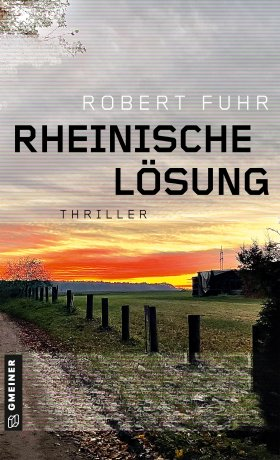 ROBERT FUHR
RHEINISCHE
LÖSUNG
THRILLER
GMEINER